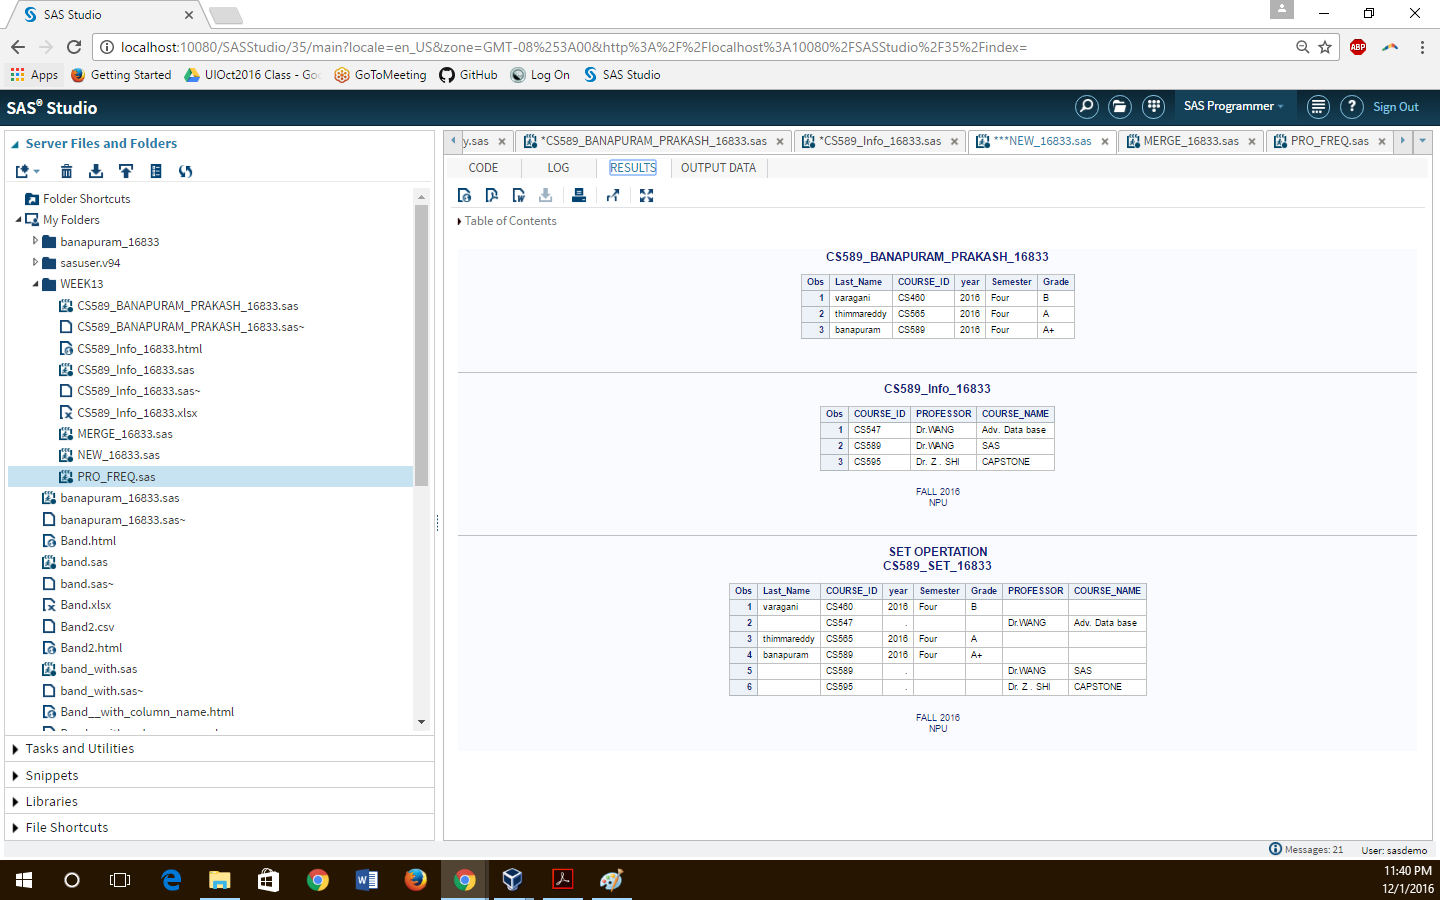 SAS Studio
localhost:10080/SASStudio/35/main?locale=en_US&zone=GMT-08%253A00&http%3A%2F%2Flocalhost%3A10080%2FSASStudio%2F35%2Findex=
ABP
Apps Getting Started UIOct2016 Class - Go GoToMeeting GitHub Log On SAS Studio
SAS® Studio
SAS Programmer
Sign Out
Server Files and Folders
Folder Shortcuts
My Folders
banapuram_16833
sasuser.v94
WEEK13
CS589_BANAPURAM_PRAKASH_16833.sas
CS589_BANAPURAM_PRAKASH_16833.sas~
CS589_Info_16833.html
CS589_Info_16833.sas
CS589_Info_16833.sas~
CS589_Info_16833.xlsx
MERGE_16833.sas
NEW_16833.sas
PRO_FREQ.sas
banapuram_16833.sas
banapuram_16833.sas~
Band.html
band.sas
band.sas~
Band.xlsx
Band2.csv
Band2.html
band_with.sas
band_with.sas~
Band__with_column_name.html
Tasks and Utilities
Snippets
Libraries
File Shortcuts
y.sas *CS589_BANAPURAM_PRAKASH_16833.sas *CS589_Info_16833.sas ***NEW_16833.sas MERGE_16833.sas PRO_FREQ.sas
CODE LOG RESULTS OUTPUT DATA
Table of Contents
CS589_BANAPURAM_PRAKASH_16833
Obs Last_Name COURSE_ID year Semester Grade
1 varagani CS460 2016 Four B
2 thimmareddy CS565 2016 Four A
3 banapuram CS589 2016 Four A+
CS589_Info_16833
Obs COURSE_ID PROFESSOR COURSE_NAME
1 CS547 Dr.WANG Adv. Data base
2 CS589 Dr.WANG SAS
3 CS595 Dr. Z . SHI CAPSTONE
FALL 2016
NPU
SET OPERTATION
CS589_SET_16833
Obs Last_Name COURSE_ID year Semester Grade PROFESSOR COURSE_NAME
1 varagani CS460 2016 Four B
2 CS547 . Dr.WANG Adv. Data base
3 thimmareddy CS565 2016 Four A
4 banapuram CS589 2016 Four A+
5 CS589 . Dr.WANG SAS
6 CS595 . Dr. Z . SHI CAPSTONE
FALL 2016
NPU
Messages: 21 User: sasdemo
11:40 PM
12/1/2016